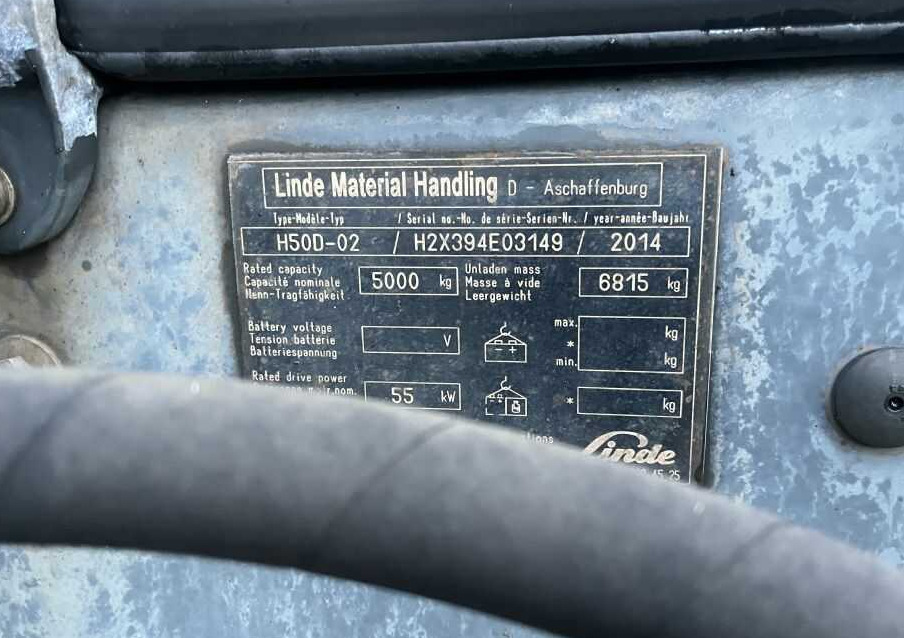 Linde Material Handling D - Aschaffenburg
Type-Modèle-Typ / Serial no.-No. de série-Serien-Nr. / year-année-Baujahr
H50D-02 / H2X394E03149 / 2014
Rated capacity
Capacité nominale
Nenn-Tragfähigkeit
5000 kg
Unladen mass
Masse à vide
Leergewicht
6815 kg
Battery voltage
Tension batterie
Batteriespannung
V
- +
max. kg
*
min. kg
Rated drive power
55 kW
- +
* kg
Linde